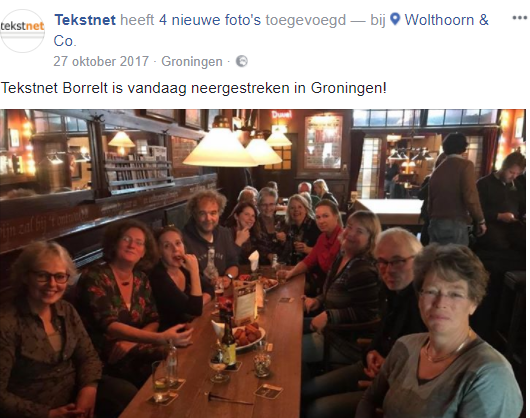 tekstnet
Tekstnet heeft 4 nieuwe foto's toegevoegd — bij Wolthoorn &
Co.
27 oktober 2017 · Groningen ·
Tekstnet Borrelt is vandaag neergestreken in Groningen!
Duvel